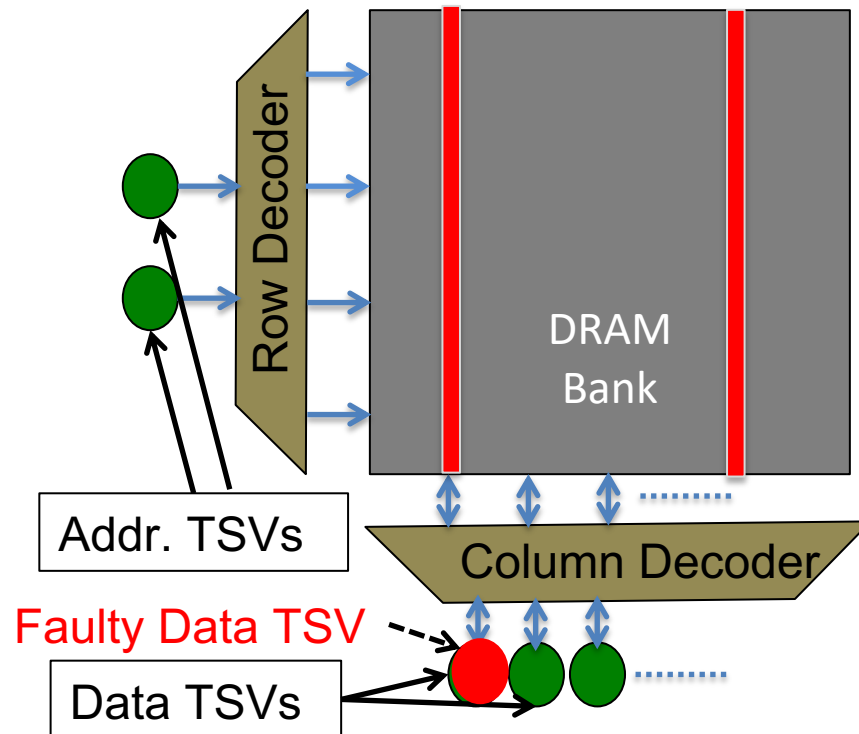 Row Decoder
DRAM
Bank
Addr. TSVs
Column Decoder
Faulty Data TSV
Data TSVs